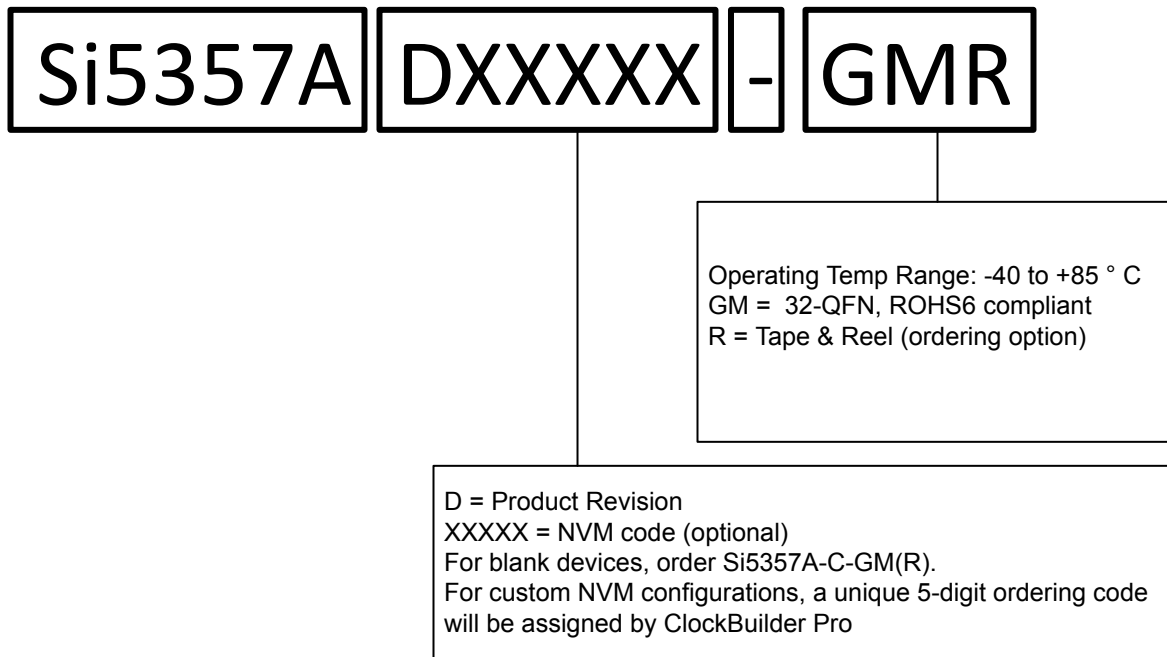 Si5357A DXXXXX - GMR
Operating Temp Range: -40 to +85 ° C
GM = 32-QFN, ROHS6 compliant
R = Tape & Reel (ordering option)
D = Product Revision
XXXXX = NVM code (optional)
For blank devices, order Si5357A-C-GM(R).
For custom NVM configurations, a unique 5-digit ordering code
will be assigned by ClockBuilder Pro